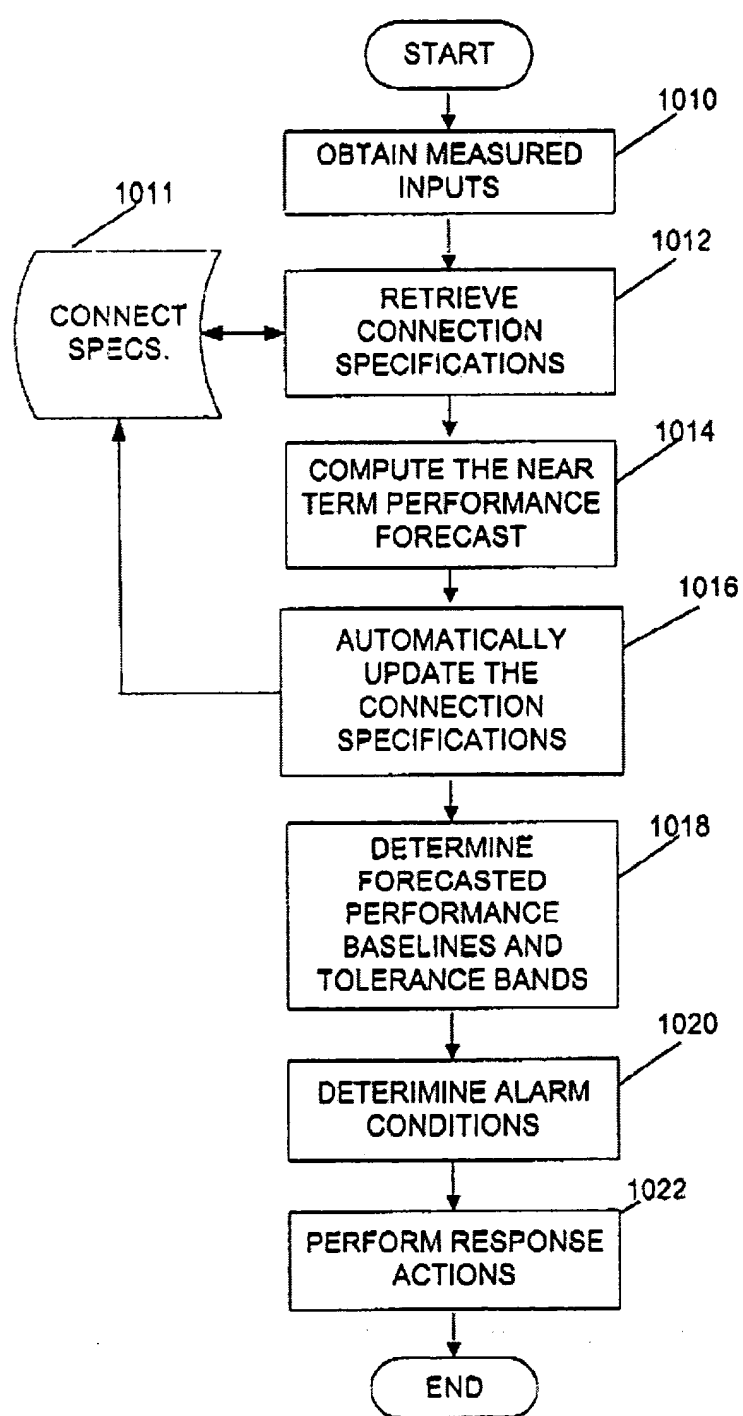 START
1010
OBTAIN MEASURED
INPUTS
1011
1012
CONNECT
SPECS.
RETRIEVE
CONNECTION
SPECIFICATIONS
1014
COMPUTE THE NEAR
TERM PERFORMANCE
FORECAST
1016
AUTOMATICALLY
UPDATE THE
CONNECTION
SPECIFICATIONS
1018
DETERMINE
FORECASTED
PERFORMANCE
BASELINES AND
TOLERANCE BANDS
1020
DETERIMINE ALARM
CONDITIONS
1022
PERFORM RESPONSE
ACTIONS
END